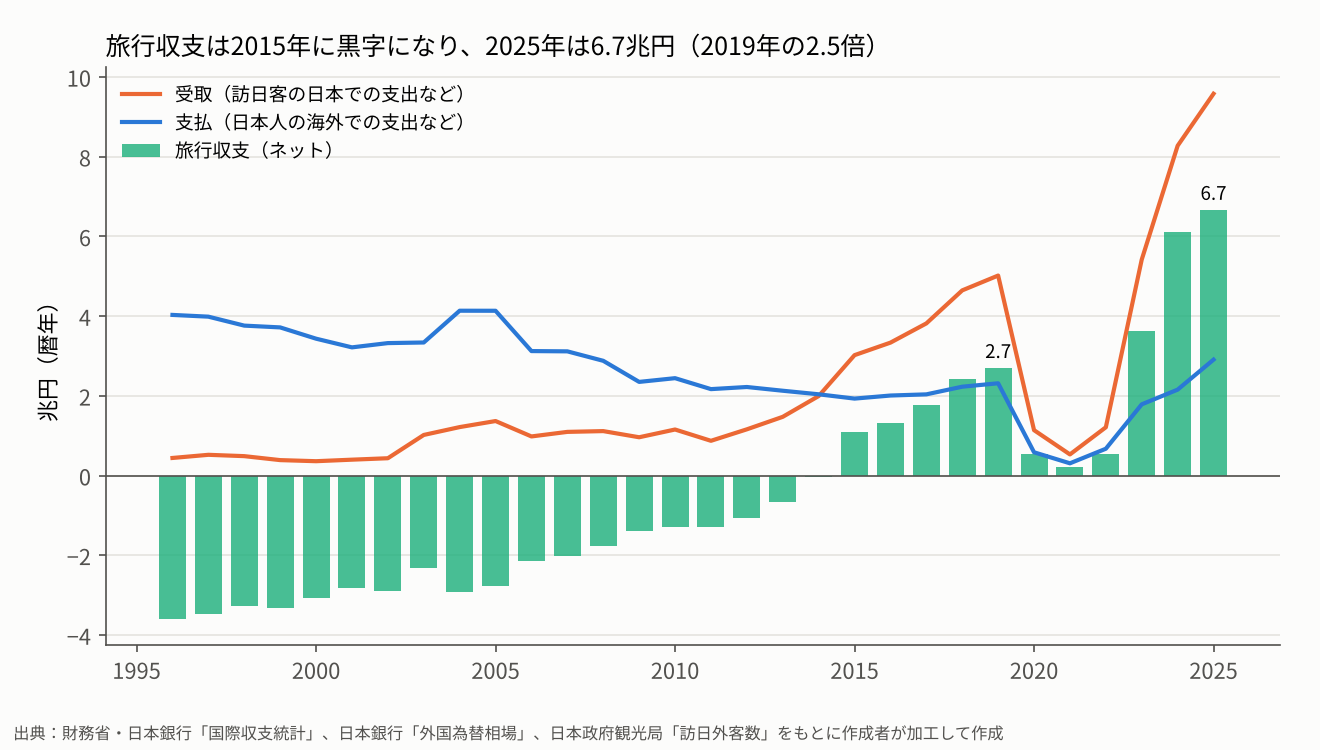 旅行収支は2015年に黒字になり、2025年は6.7兆円（2019年の2.5倍）
受取（訪日客の日本での支出など）
支払（日本人の海外での支出など）
旅行収支（ネット）
兆円（暦年）
10
8
6
4
2
0
−2
−4
2.7
6.7
1995 2000 2005 2010 2015 2020 2025
出典：財務省・日本銀行「国際収支統計」、日本銀行「外国為替相場」、日本政府観光局「訪日外客数」をもとに作成者が加工して作成